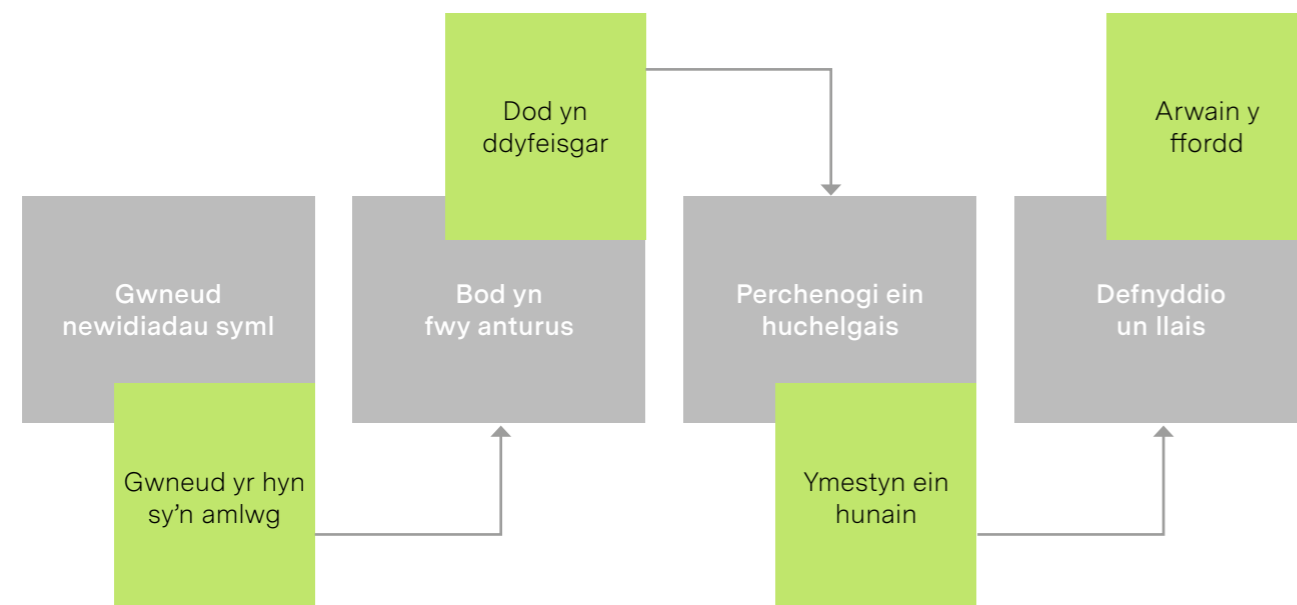 Gwneud
newidiadau syml
Gwneud yr hyn
sy’n amlwg
Bod yn
fwy anturus
Dod yn
ddyfeisgar
Perchenogi ein
huchelgais
Ymestyn ein
hunain
Defnyddio
un llais
Arwain y
ffordd